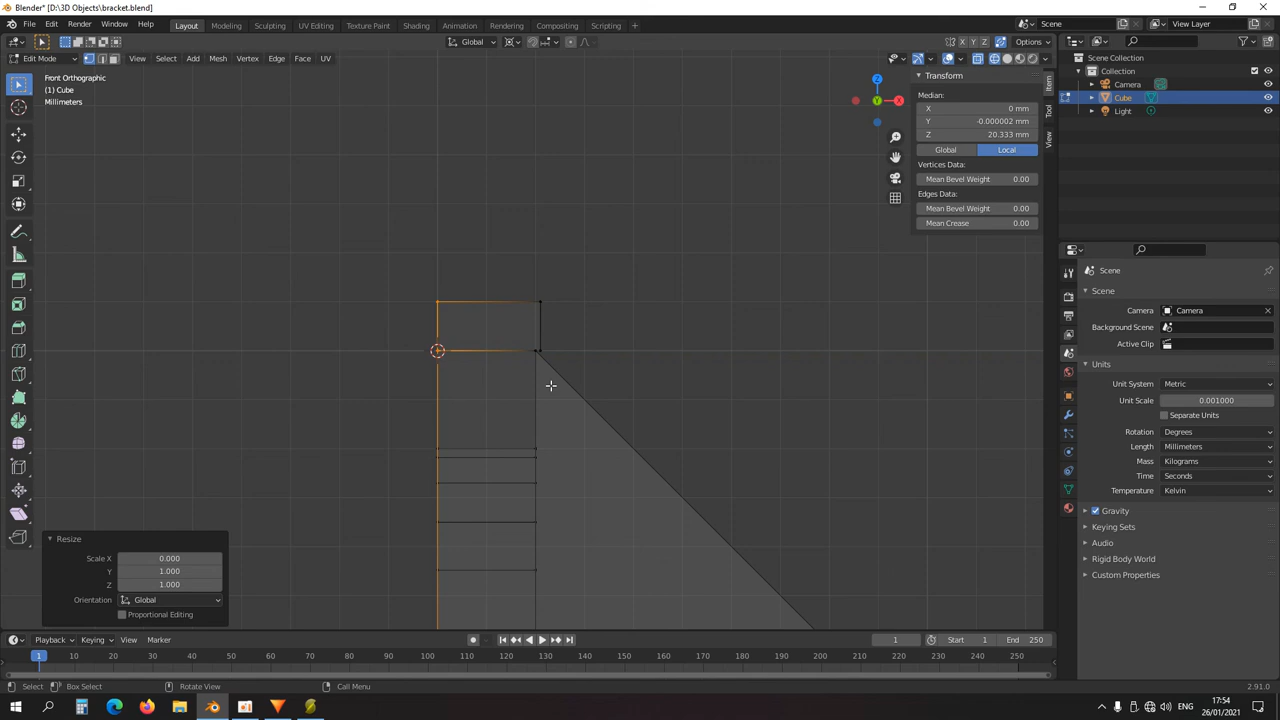 Blender* [D:\3D Objects\bracket.blend]
File Edit Render Window Help Layout Modeling Sculpting UV Editing Texture Paint Shading Animation Rendering Compositing Scripting + Scene View Layer
Global X Y Z Options
Edit Mode View Select Add Mesh Vertex Edge Face UV
Front Orthographic
(1) Cube
Millimeters
Transform
Median:
X 0 mm
Y -0.000002 mm
Z 20.333 mm
Global Local
Vertices Data:
Mean Bevel Weight 0.00
Edges Data:
Mean Bevel Weight 0.00
Mean Crease 0.00
Item
Tool
View
Z
Y
X
Scene Collection
Collection
Camera
Cube
Light
Scene
Scene
Camera Camera
Background Scene
Active Clip
Units
Unit System Metric
Unit Scale 0.001000
Separate Units
Rotation Degrees
Length Millimeters
Mass Kilograms
Time Seconds
Temperature Kelvin
Gravity
Keying Sets
Audio
Rigid Body World
Custom Properties
Resize
Scale X 0.000
Y 1.000
Z 1.000
Orientation Global
Proportional Editing
Playback Keying View Marker 1 Start 1 End 250
1 10 20 30 40 50 60 70 80 90 100 110 120 130 140 150 160 170 180 190 200 210 220 230 240 250
Select Box Select Rotate View Call Menu 2.91.0
ENG
17:54
26/01/2021